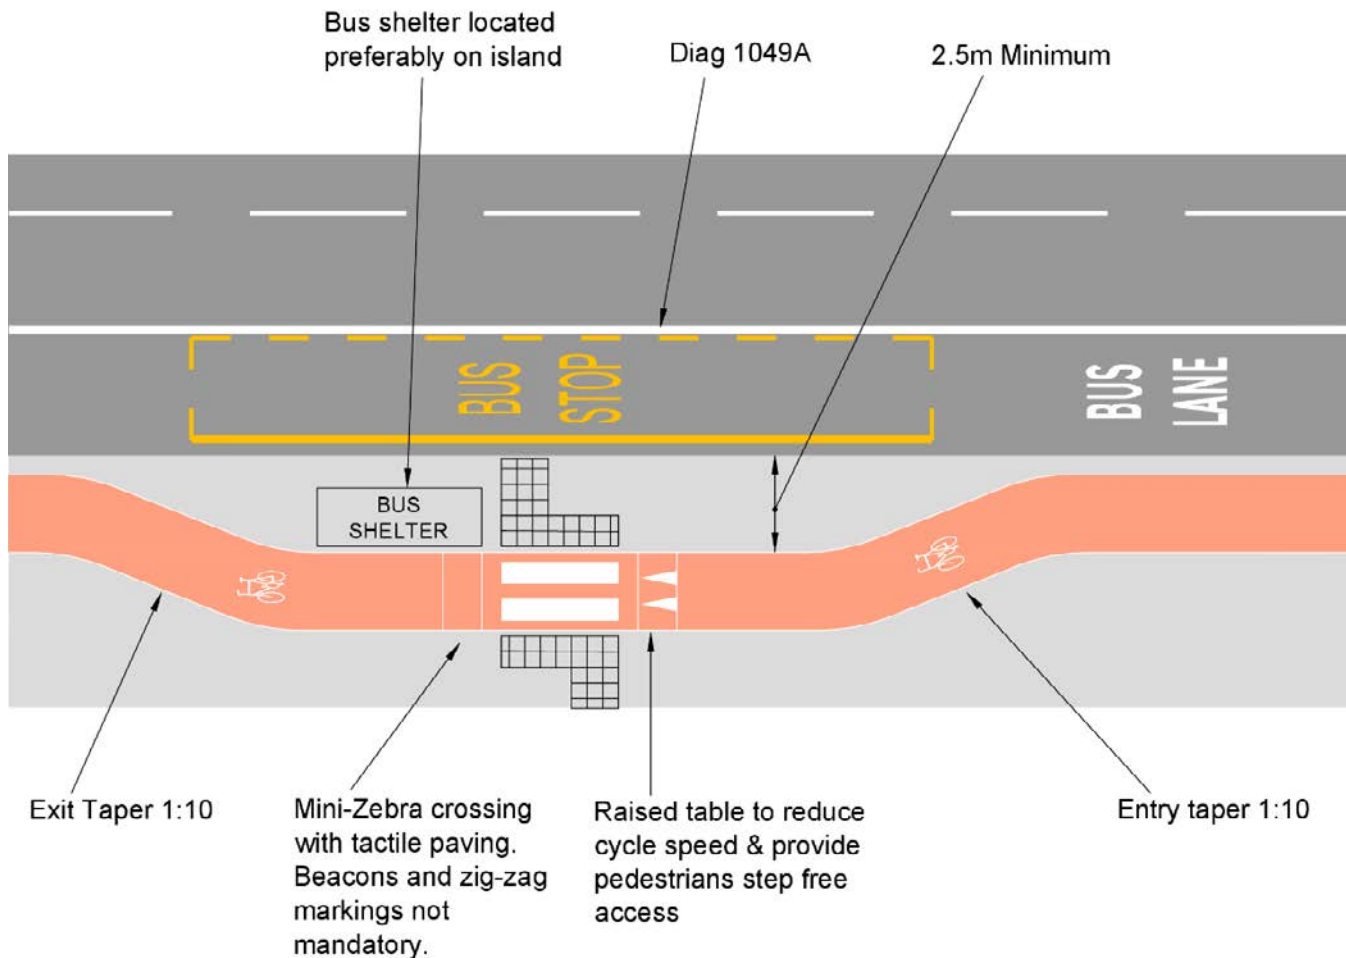 Bus shelter located
preferably on island
Diag 1049A
2.5m Minimum
BUS
STOP
BUS
LANE
BUS
SHELTER
Exit Taper 1:10
Mini-Zebra crossing
with tactile paving.
Beacons and zig-zag
markings not
mandatory.
Raised table to reduce
cycle speed & provide
pedestrians step free
access
Entry taper 1:10